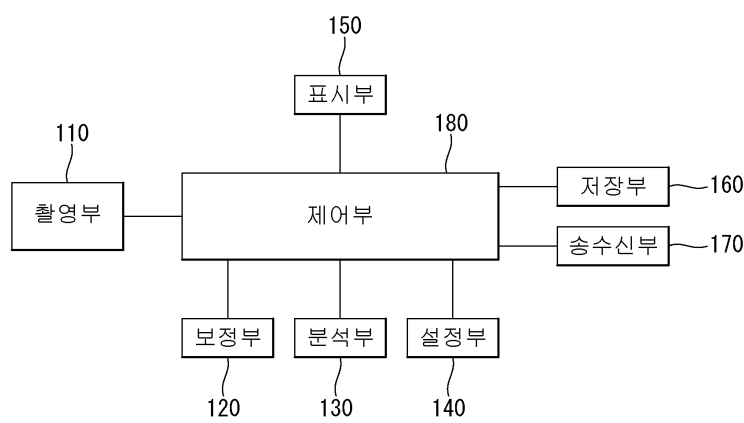 150
표시부
110
180
촬영부
제어부
저장부
160
송수신부
170
보정부
분석부
설정부
120
130
140